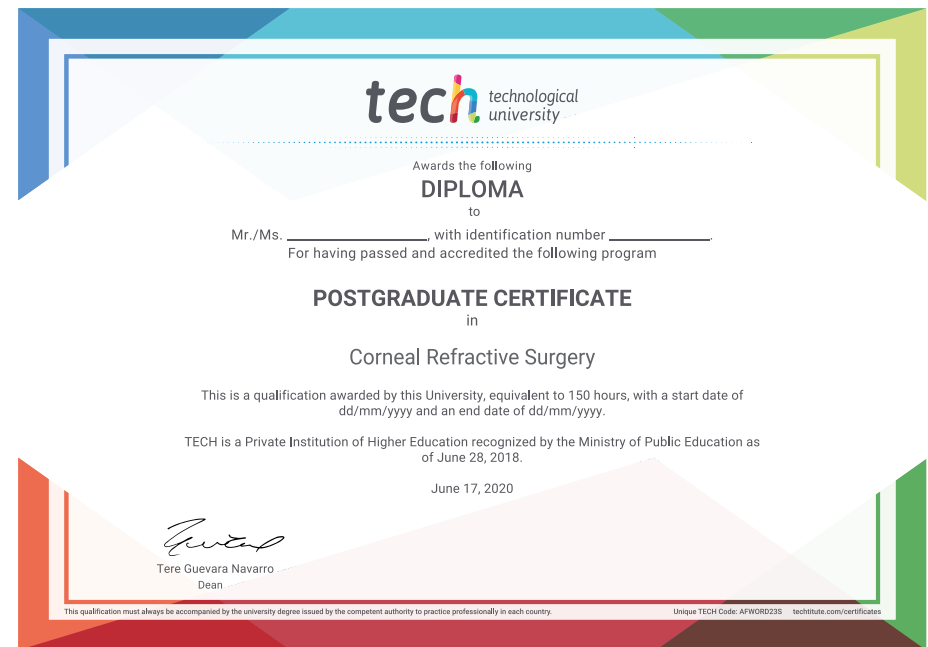 tech technological
university
Awards the following
DIPLOMA
to
Mr./Ms. ____________________, with identification number ______________.
For having passed and accredited the following program
POSTGRADUATE CERTIFICATE
in
Corneal Refractive Surgery
This is a qualification awarded by this University, equivalent to 150 hours, with a start date of
dd/mm/yyyy and an end date of dd/mm/yyyy.
TECH is a Private Institution of Higher Education recognized by the Ministry of Public Education as
of June 28, 2018.
June 17, 2020
Tere Guevara Navarro
Dean
This qualification must always be accompanied by the university degree issued by the competent authority to practice professionally in each country. Unique TECH Code: AFWORD23S techtitute.com/certificates